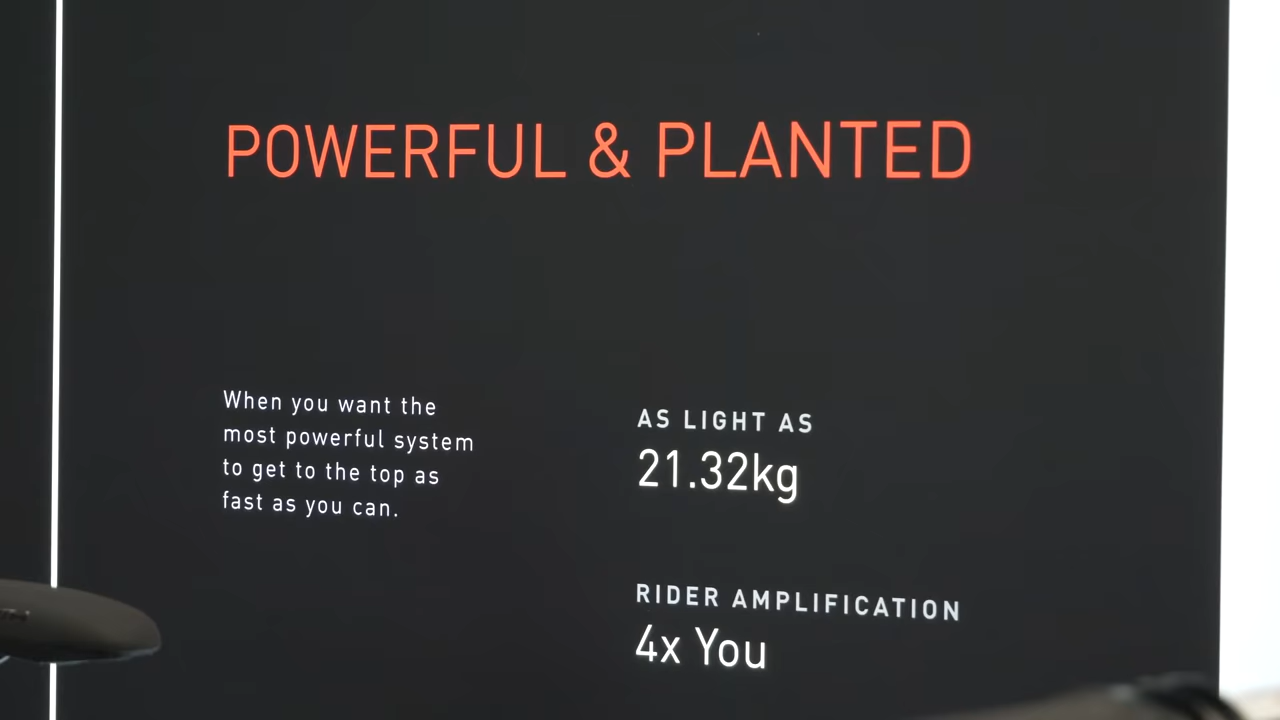 POWERFUL & PLANTED
When you want the
most powerful system
to get to the top as
fast as you can.
AS LIGHT AS
21.32kg
RIDER AMPLIFICATION
4x You